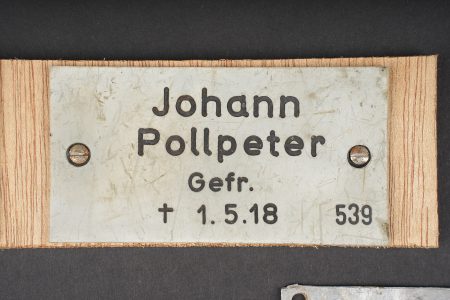 Johann
Pollpeter
Gefr.
† 1.5.18 539